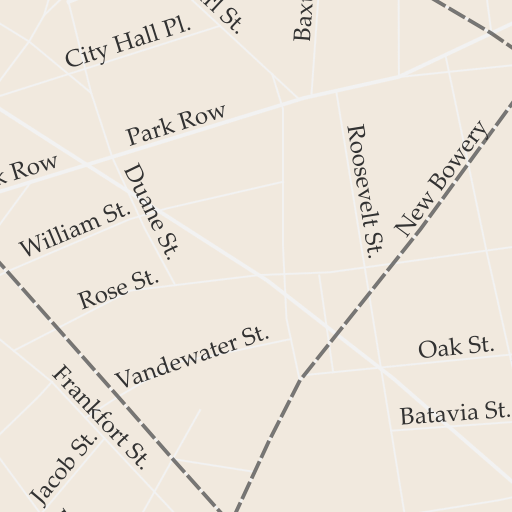 City Hall Pl.
Park Row
Row
Duane St.
William St.
Rose St.
Vandewater St.
Frankfort St.
Jacob St.
Roosevelt St.
New Bowery
Oak St.
Batavia St.